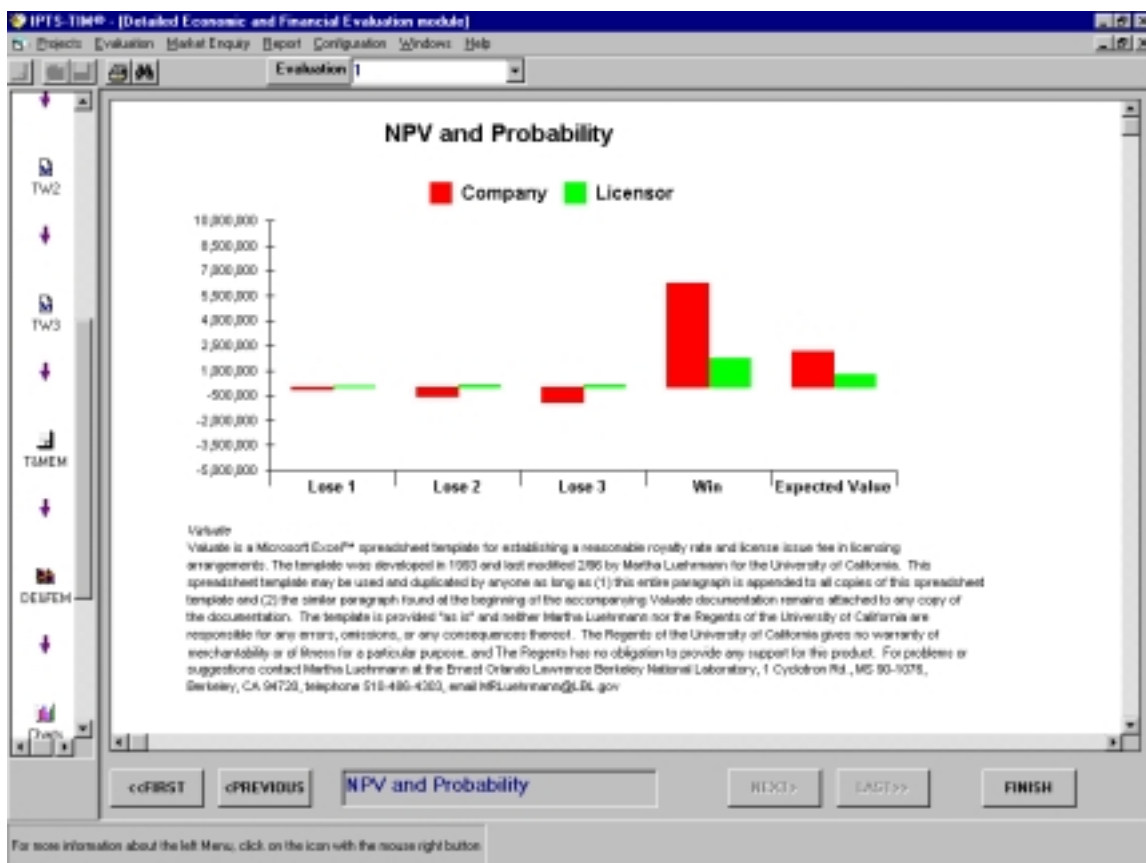 IPTS-TIM® - [Detailed Economic and Financial Evaluation module]
Projects Evaluation Market Enquiry Report Configuration Windows Help
Evaluation 1
TW2
TW3
T&MEM
Charts
NPV and Probability
Company Licensor
10,000,000
8,500,000
7,000,000
5,500,000
4,000,000
2,500,000
1,000,000
-500,000
-2,000,000
-3,500,000
-5,000,000
Lose 1 Lose 2 Lose 3 Win Expected Value
Valuate
Valuate is a Microsoft Excel™ spreadsheet template for establishing a reasonable royalty rate and license issue fee in licensing
arrangements. The template was developed in 1993 and last modified 2/96 by Martha Luehrmann for the University of California. This
spreadsheet template may be used and duplicated by anyone as long as (1) this entire paragraph is appended to all copies of this spreadsheet
template and (2) the similar paragraph found at the beginning of the accompanying Valuate documentation remains attached to any copy of
the documentation. The template is provided "as is" and neither Martha Luehrmann nor the Regents of the University of California are
responsible for any errors, omissions, or any consequences thereof. The Regents of the University of California gives no warranty of
merchantability or of fitness for a particular purpose, and The Regents has no obligation to provide any support for this product. For problems or
suggestions contact Martha Luehrmann at the Ernest Orlando Lawrence Berkeley National Laboratory, 1 Cyclotron Rd., MS 90-1070,
Berkeley, CA 94720, telephone 510-486-4303, email MRLuehrmann@LBL.gov
<<FIRST <PREVIOUS NPV and Probability NEXT> LAST>> FINISH
For more information about the left Menu, click on the icon with the mouse right button